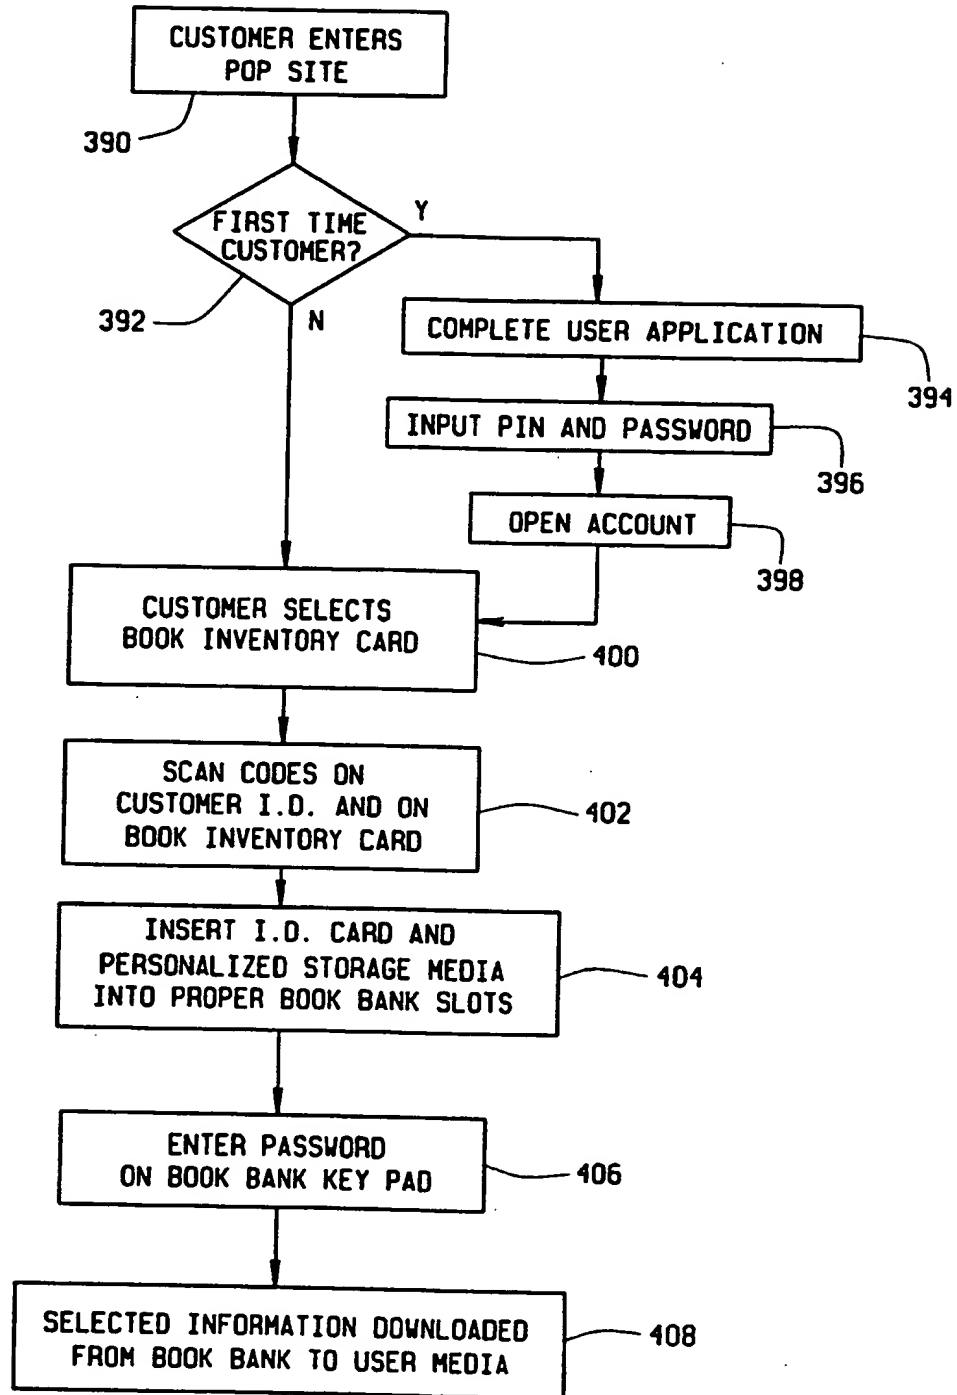 CUSTOMER ENTERS
POP SITE
390
FIRST TIME
CUSTOMER?
Y
392
N
COMPLETE USER APPLICATION
394
INPUT PIN AND PASSWORD
396
OPEN ACCOUNT
398
CUSTOMER SELECTS
BOOK INVENTORY CARD
400
SCAN CODES ON
CUSTOMER I.D. AND ON
BOOK INVENTORY CARD
402
INSERT I.D. CARD AND
PERSONALIZED STORAGE MEDIA
INTO PROPER BOOK BANK SLOTS
404
ENTER PASSWORD
ON BOOK BANK KEY PAD
406
SELECTED INFORMATION DOWNLOADED
FROM BOOK BANK TO USER MEDIA
408